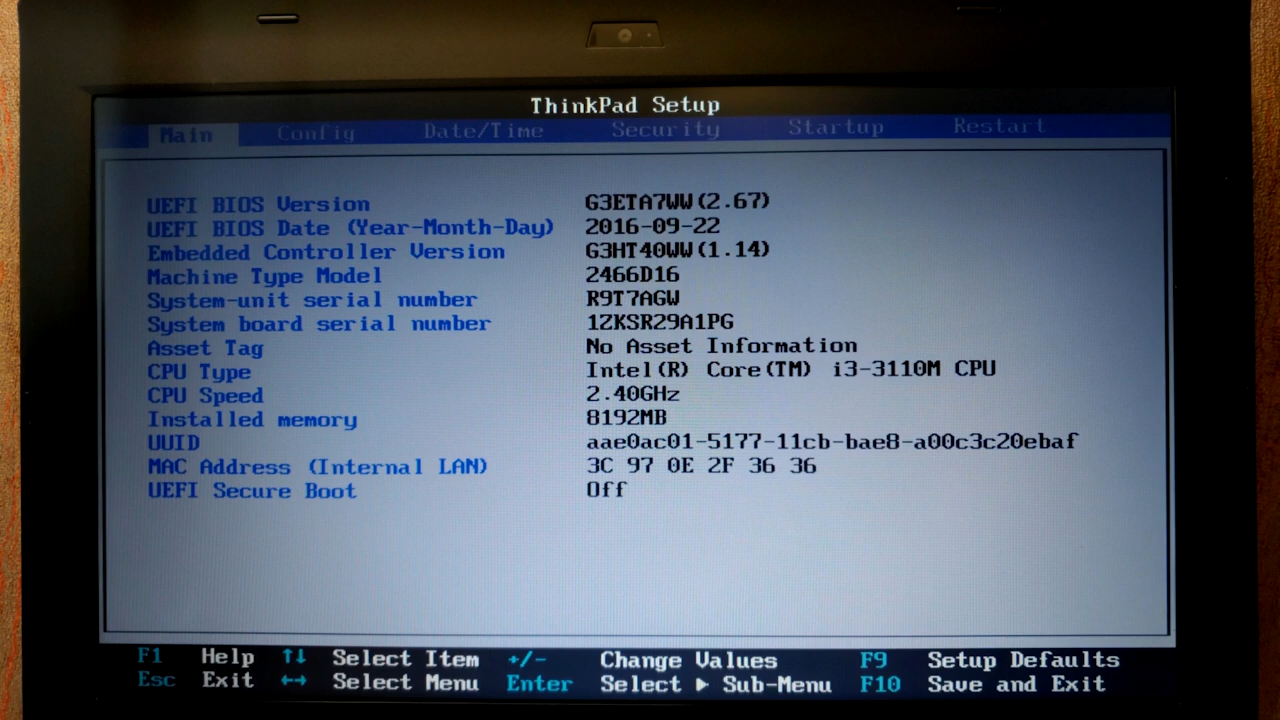 ThinkPad Setup
Main Config Date/Time Security Startup Restart
UEFI BIOS Version G3ETA7WW(2.67)
UEFI BIOS Date (Year-Month-Day) 2016-09-22
Embedded Controller Version G3HT40WW(1.14)
Machine Type Model 2466D16
System-unit serial number R9T7AGW
System board serial number 1ZKSR29A1PG
Asset Tag No Asset Information
CPU Type Intel(R) Core(TM) i3-3110M CPU
CPU Speed 2.40GHz
Installed memory 8192MB
UUID aae0ac01-5177-11cb-bae8-a00c3c20ebaf
MAC Address (Internal LAN) 3C 97 0E 2F 36 36
UEFI Secure Boot Off
F1 Help ↑↓ Select Item +/- Change Values F9 Setup Defaults
Esc Exit ↔ Select Menu Enter Select ▶ Sub-Menu F10 Save and Exit